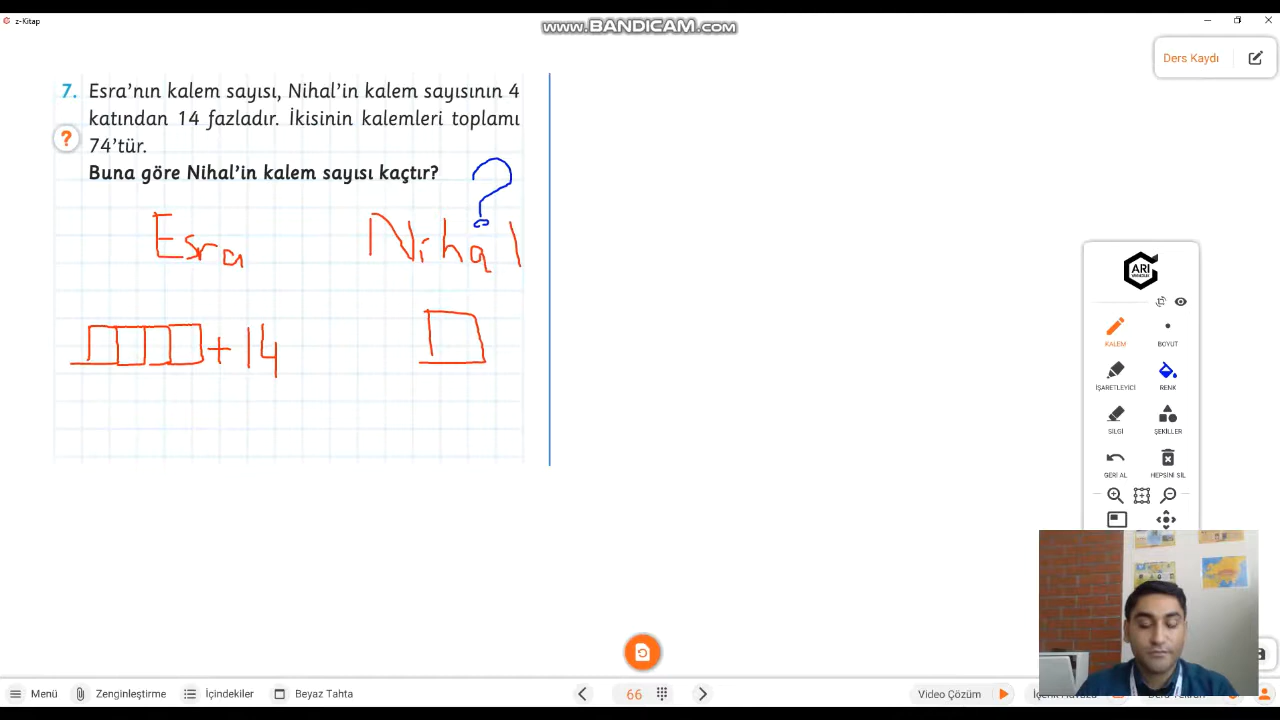 z-Kitap
www.BANDICAM.com
Ders Kaydı
7. Esra'nın kalem sayısı, Nihal'in kalem sayısının 4
katından 14 fazladır. İkisinin kalemleri toplamı
74'tür.
Buna göre Nihal'in kalem sayısı kaçtır?
?
?
Esra Nihal
+ 14
ARI
KALEM BOYUT
İŞARETLEYİCİ RENK
SİLGİ ŞEKİLLER
GERİ AL HEPSİNİ SİL
Menü Zenginleştirme İçindekiler Beyaz Tahta 66 Video Çözüm